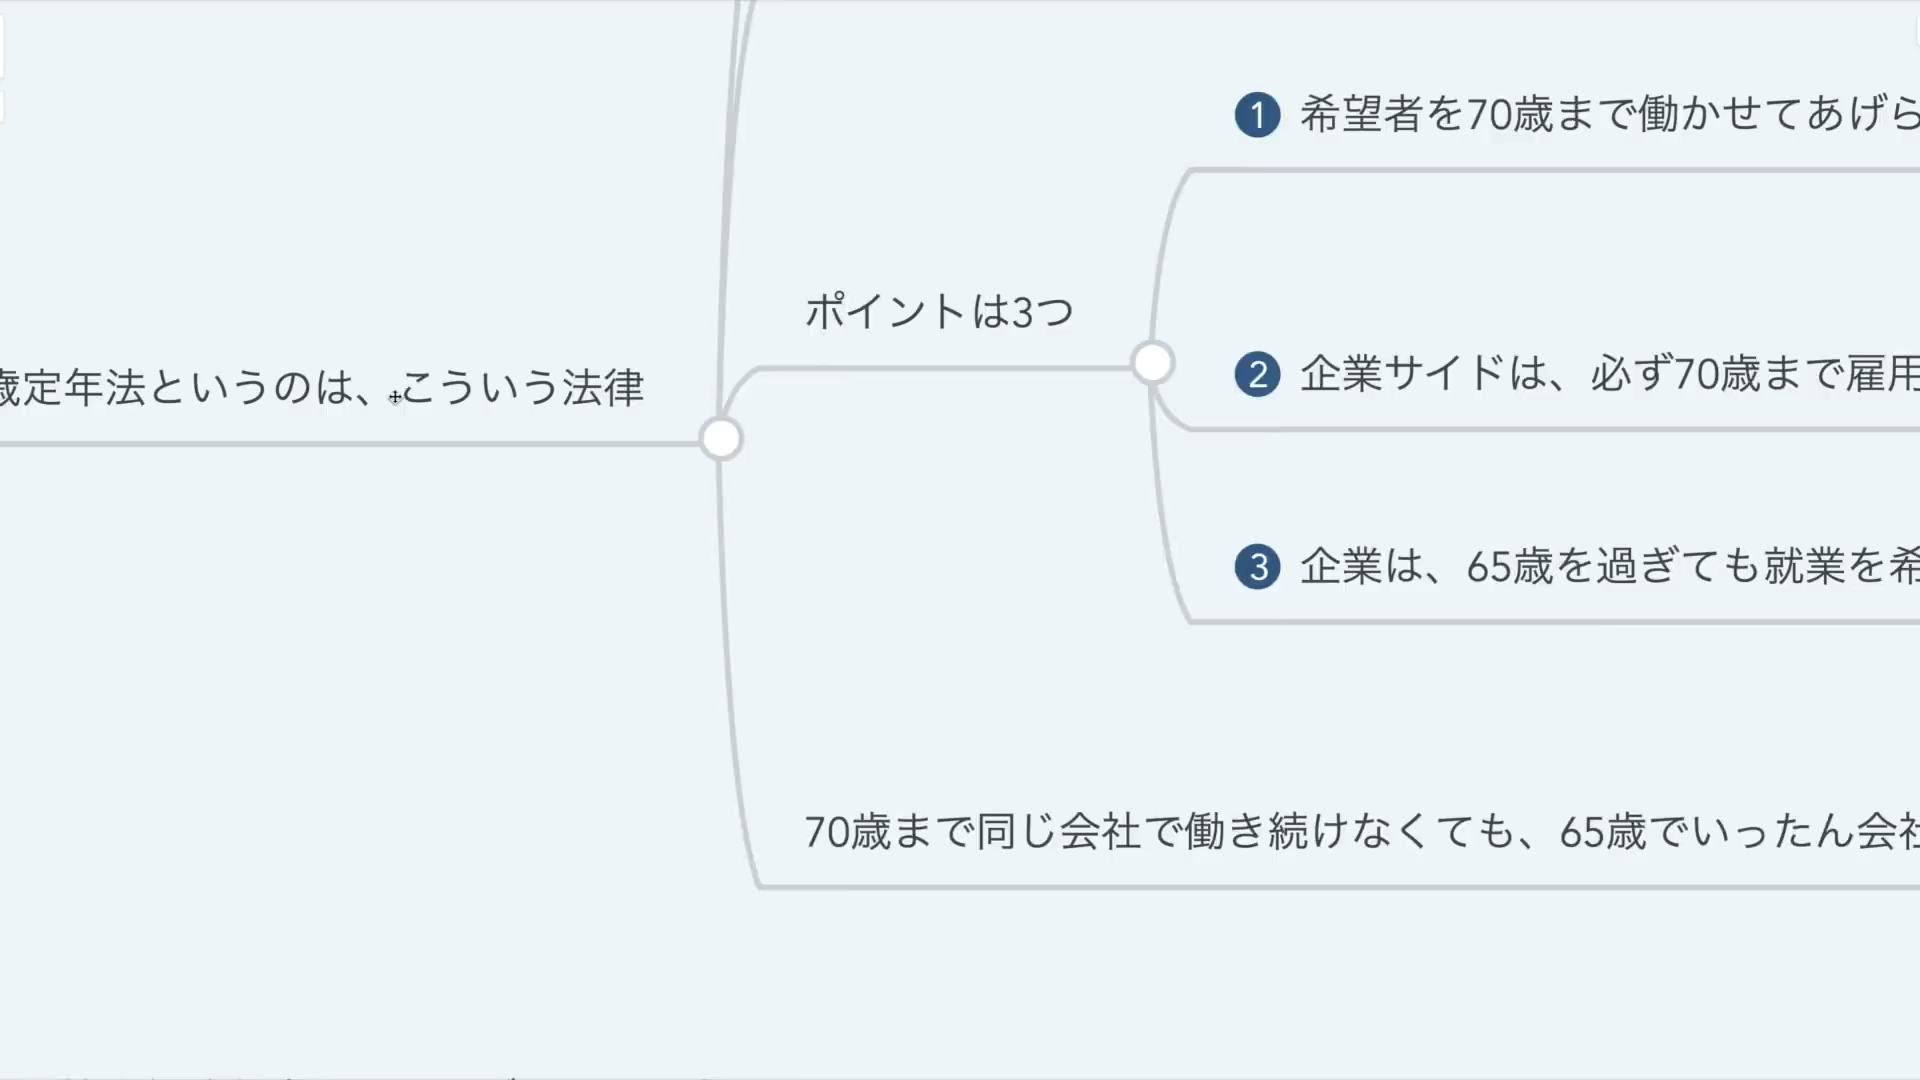 歳定年法というのは、こういう法律
ポイントは3つ
1 希望者を70歳まで働かせてあげら
2 企業サイドは、必ず70歳まで雇用
3 企業は、65歳を過ぎても就業を希
70歳まで同じ会社で働き続けなくても、65歳でいったん会社